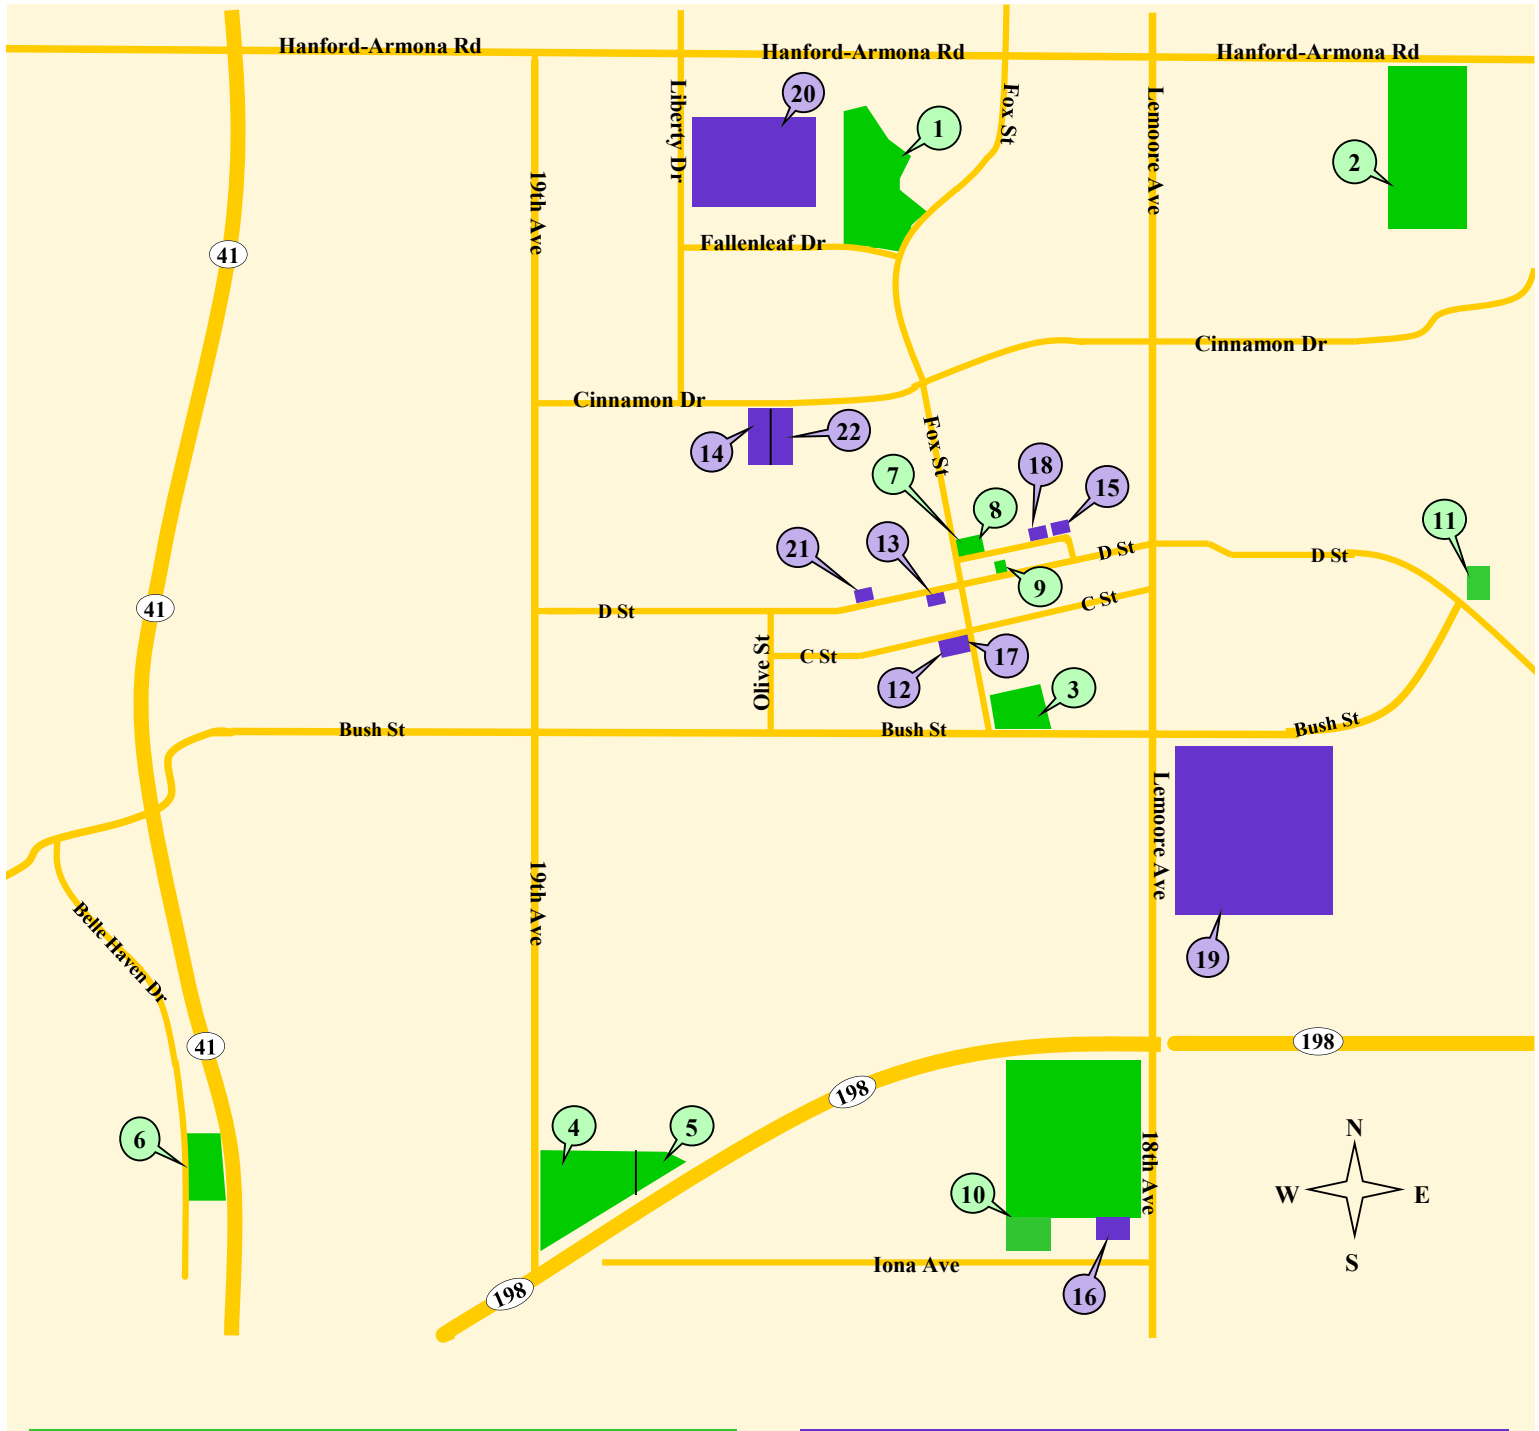 Hanford-Armona Rd
Hanford-Armona Rd
Hanford-Armona Rd
20
Liberty Dr
1
Fox St
Lemoore Ave
2
19th Ave
Fallenleaf Dr
41
Cinnamon Dr
Cinnamon Dr
14
22
Fox St
7
8
18
15
11
21
13
D St
D St
9
41
D St
C St
Olive St
C St
17
12
3
Bush St
Bush St
Bush St
Lemoore Ave
19th Ave
Belle Haven Dr
19
41
198
198
6
4
5
18th Ave
N
W
E
S
10
Iona Ave
198
16